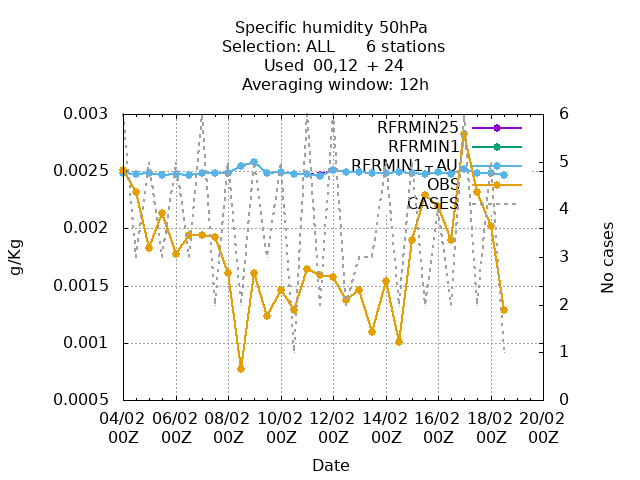 Specific humidity 50hPa
Selection: ALL 6 stations
Used 00,12 + 24
Averaging window: 12h
0.003
0.0025
0.002
0.0015
0.001
0.0005
g/Kg
6
5
4
3
2
1
0
No cases
RFRMIN25
RFRMIN1
RFRMIN1-AU
OBS
CASES
04/02 06/02 08/02 10/02 12/02 14/02 16/02 18/02 20/02
00Z 00Z 00Z 00Z 00Z 00Z 00Z 00Z 00Z
Date